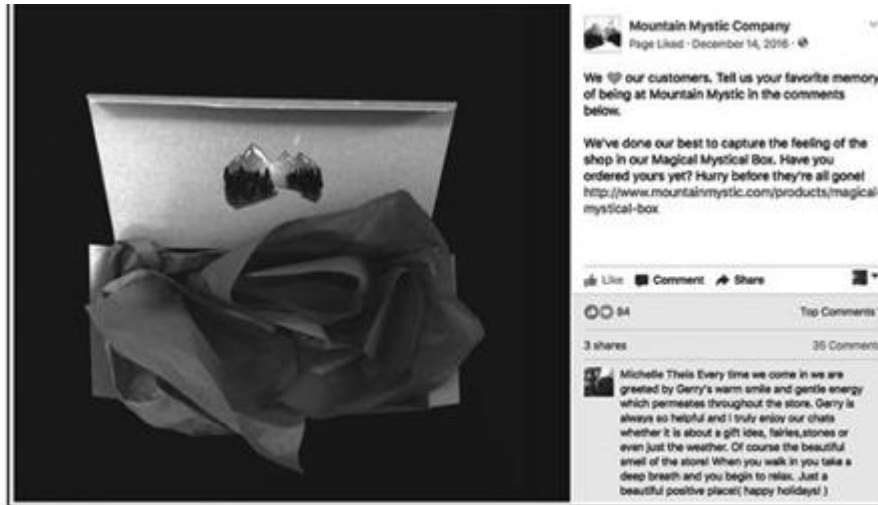 Mountain Mystic Company
Page Liked · December 14, 2016 ·
We our customers. Tell us your favorite memory
of being at Mountain Mystic in the comments
below.
We've done our best to capture the feeling of the
shop in our Magical Mystical Box. Have you
ordered yours yet? Hurry before they're all gone!
http://www.mountainmystic.com/products/magical-
mystical-box
Like Comment Share
84 Top Comments
3 shares 35 Comment
Michelle Theis Every time we come in we are
greeted by Gerry's warm smile and gentle energy
which permeates throughout the store. Gerry is
always so helpful and I truly enjoy our chats
whether it is about a gift idea, fairies,stones or
even just the weather. Of course the beautiful
smell of the store! When you walk in you take a
deep breath and you begin to relax. Just a
beautiful positive place!( happy holidays! )